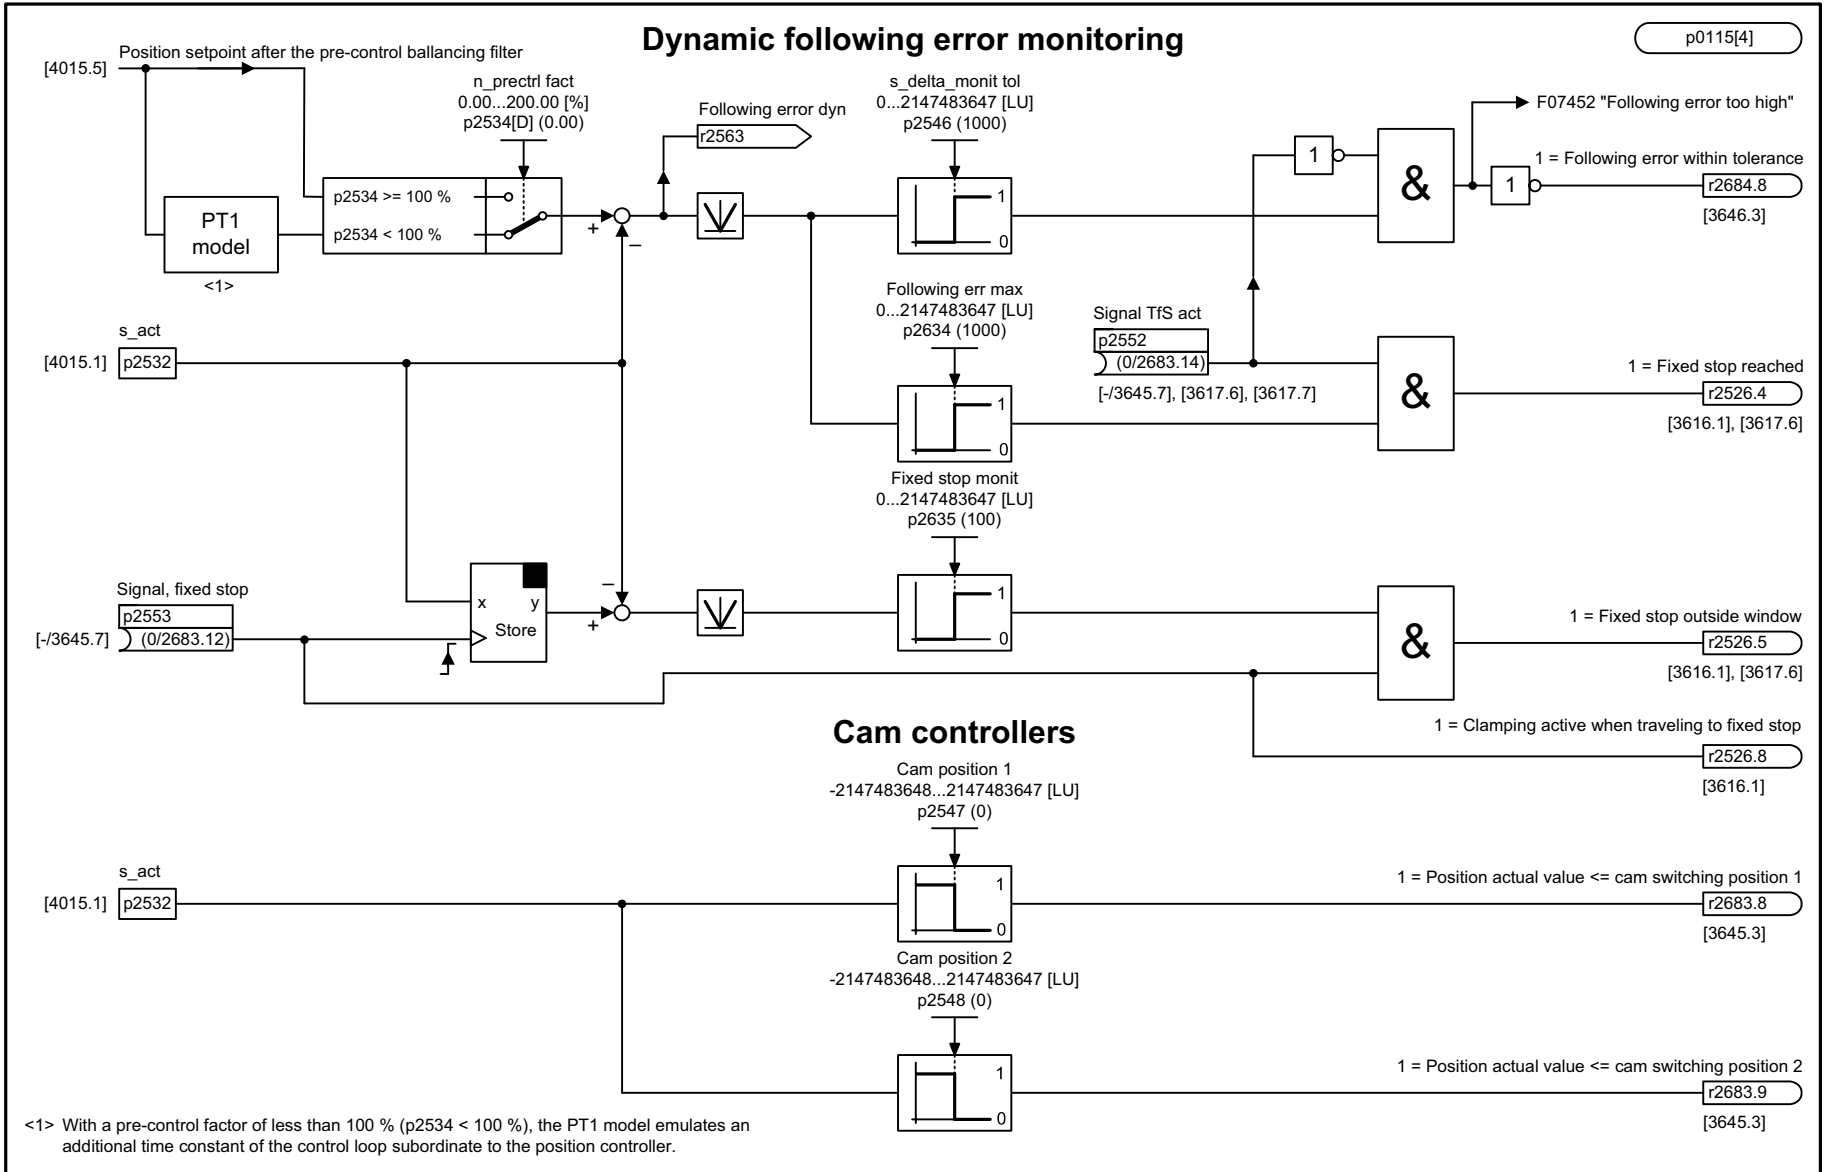 Dynamic following error monitoring
p0115[4]
Position setpoint after the pre-control ballancing filter
[4015.5]
n_prectrl fact
0.00...200.00 [%]
p2534[D] (0.00)
Following error dyn
r2563
s_delta_monit tol
0...2147483647 [LU]
p2546 (1000)
F07452 "Following error too high"
1
&
1 = Following error within tolerance
1
r2684.8
[3646.3]
p2534 >= 100 %
p2534 < 100 %
PT1
model
<1>
+
–
1
0
Following err max
0...2147483647 [LU]
p2634 (1000)
Signal TfS act
p2552
(0/2683.14)
[-/3645.7], [3617.6], [3617.7]
s_act
[4015.1]
p2532
1
0
&
1 = Fixed stop reached
r2526.4
[3616.1], [3617.6]
Fixed stop monit
0...2147483647 [LU]
p2635 (100)
Signal, fixed stop
p2553
[-/3645.7]
(0/2683.12)
x
y
Store
–
+
1
0
&
1 = Fixed stop outside window
r2526.5
[3616.1], [3617.6]
1 = Clamping active when traveling to fixed stop
r2526.8
[3616.1]
Cam controllers
Cam position 1
-2147483648...2147483647 [LU]
p2547 (0)
s_act
[4015.1]
p2532
1
0
1 = Position actual value <= cam switching position 1
r2683.8
[3645.3]
Cam position 2
-2147483648...2147483647 [LU]
p2548 (0)
1
0
1 = Position actual value <= cam switching position 2
r2683.9
[3645.3]
<1> With a pre-control factor of less than 100 % (p2534 < 100 %), the PT1 model emulates an
additional time constant of the control loop subordinate to the position controller.